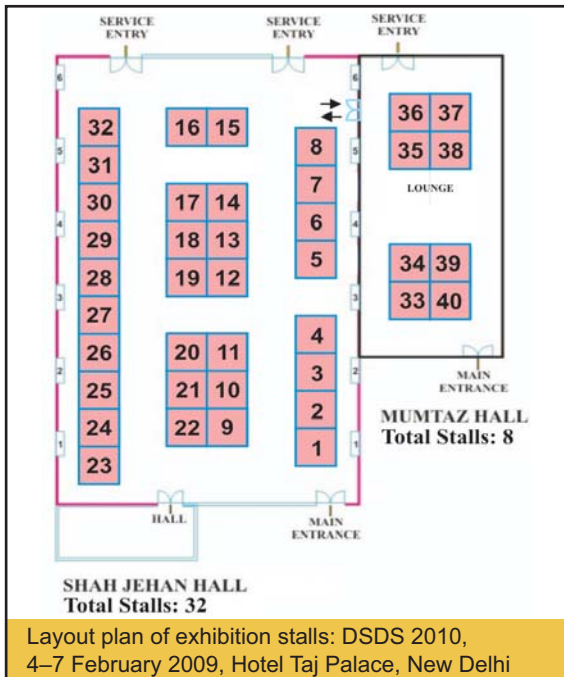 SERVICE
ENTRY
SERVICE
ENTRY
SERVICE
ENTRY
6
5
4
3
2
1
6
5
4
3
2
1
32
31
30
29
28
27
26
25
24
23
16 15
17 14
18 13
19 12
20 11
21 10
22 9
8
7
6
5
4
3
2
1
36 37
35 38
LOUNGE
34 39
33 40
MAIN
ENTRANCE
MUMTAZ HALL
Total Stalls: 8
HALL
MAIN
ENTRANCE
SHAH JEHAN HALL
Total Stalls: 32
Layout plan of exhibition stalls: DSDS 2010,
4–7 February 2009, Hotel Taj Palace, New Delhi